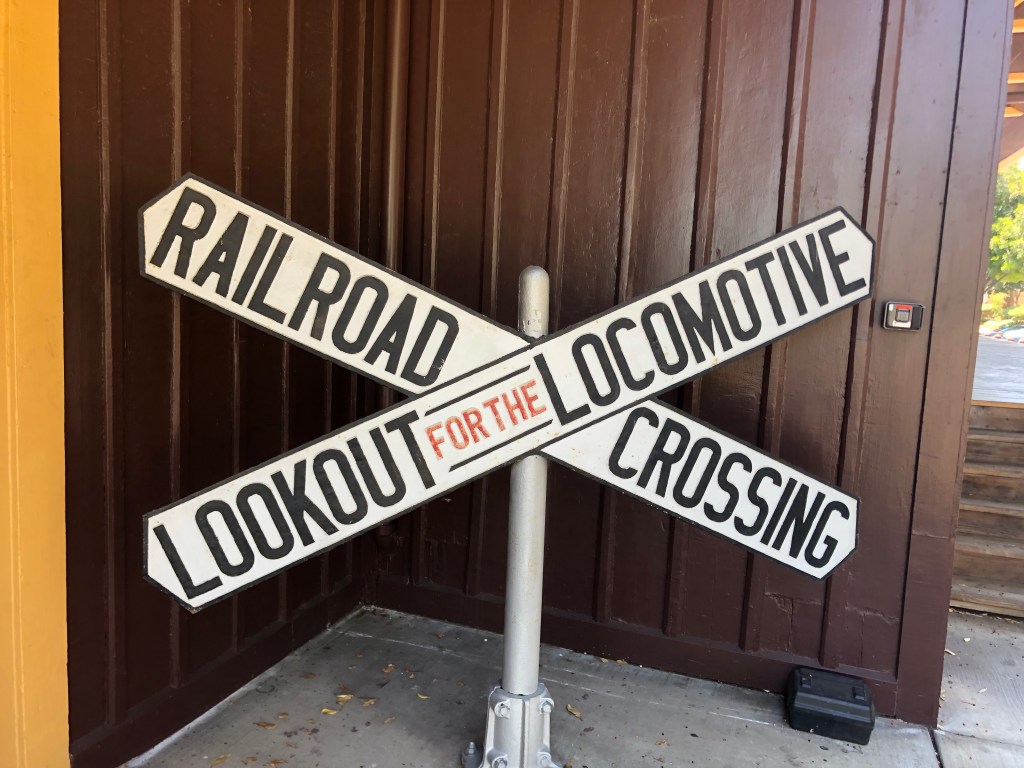 RAILROAD CROSSING
LOOKOUT FOR THE LOCOMOTIVE